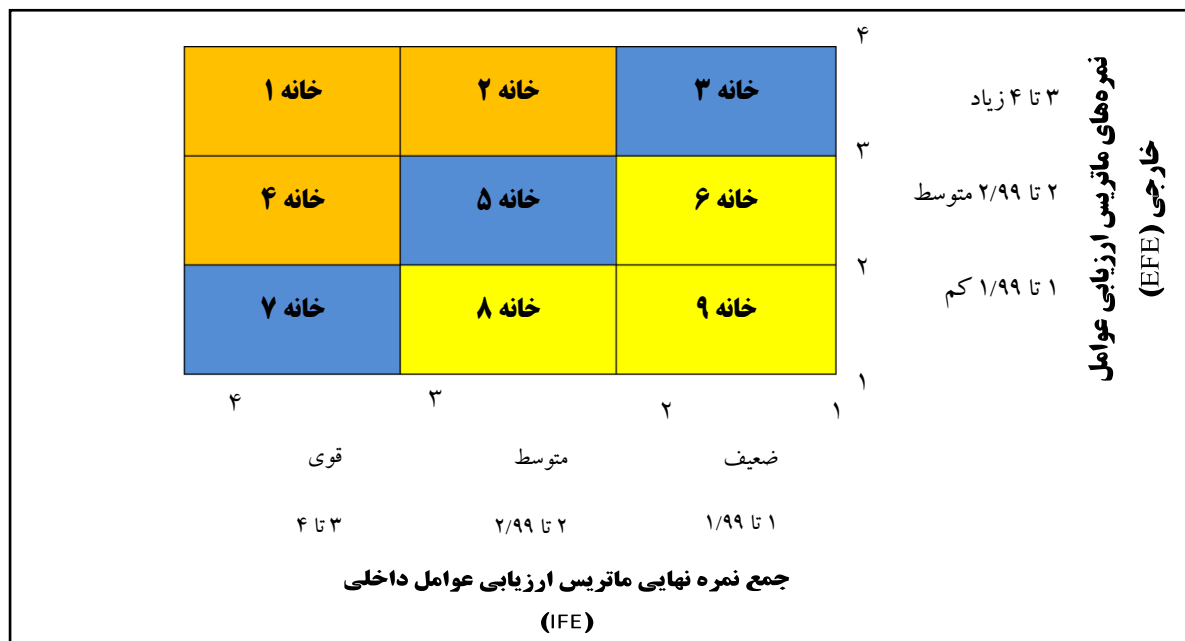 ۴
خانه ۳ خانه ۲ خانه ۱
۳ تا ۴ زیاد
۳
خانه ۶ خانه ۵ خانه ۴
۲ تا ۲/۹۹ متوسط
۲
خانه ۹ خانه ۸ خانه ۷
۱ تا ۱/۹۹ کم
۱
نمره‌های ماتریس ارزیابی عوامل
خارجی (EFE)
۱ ۲ ۳ ۴
ضعیف متوسط قوی
۱ تا ۱/۹۹ ۲ تا ۲/۹۹ ۳ تا ۴
جمع نمره نهایی ماتریس ارزیابی عوامل داخلی
(IFE)